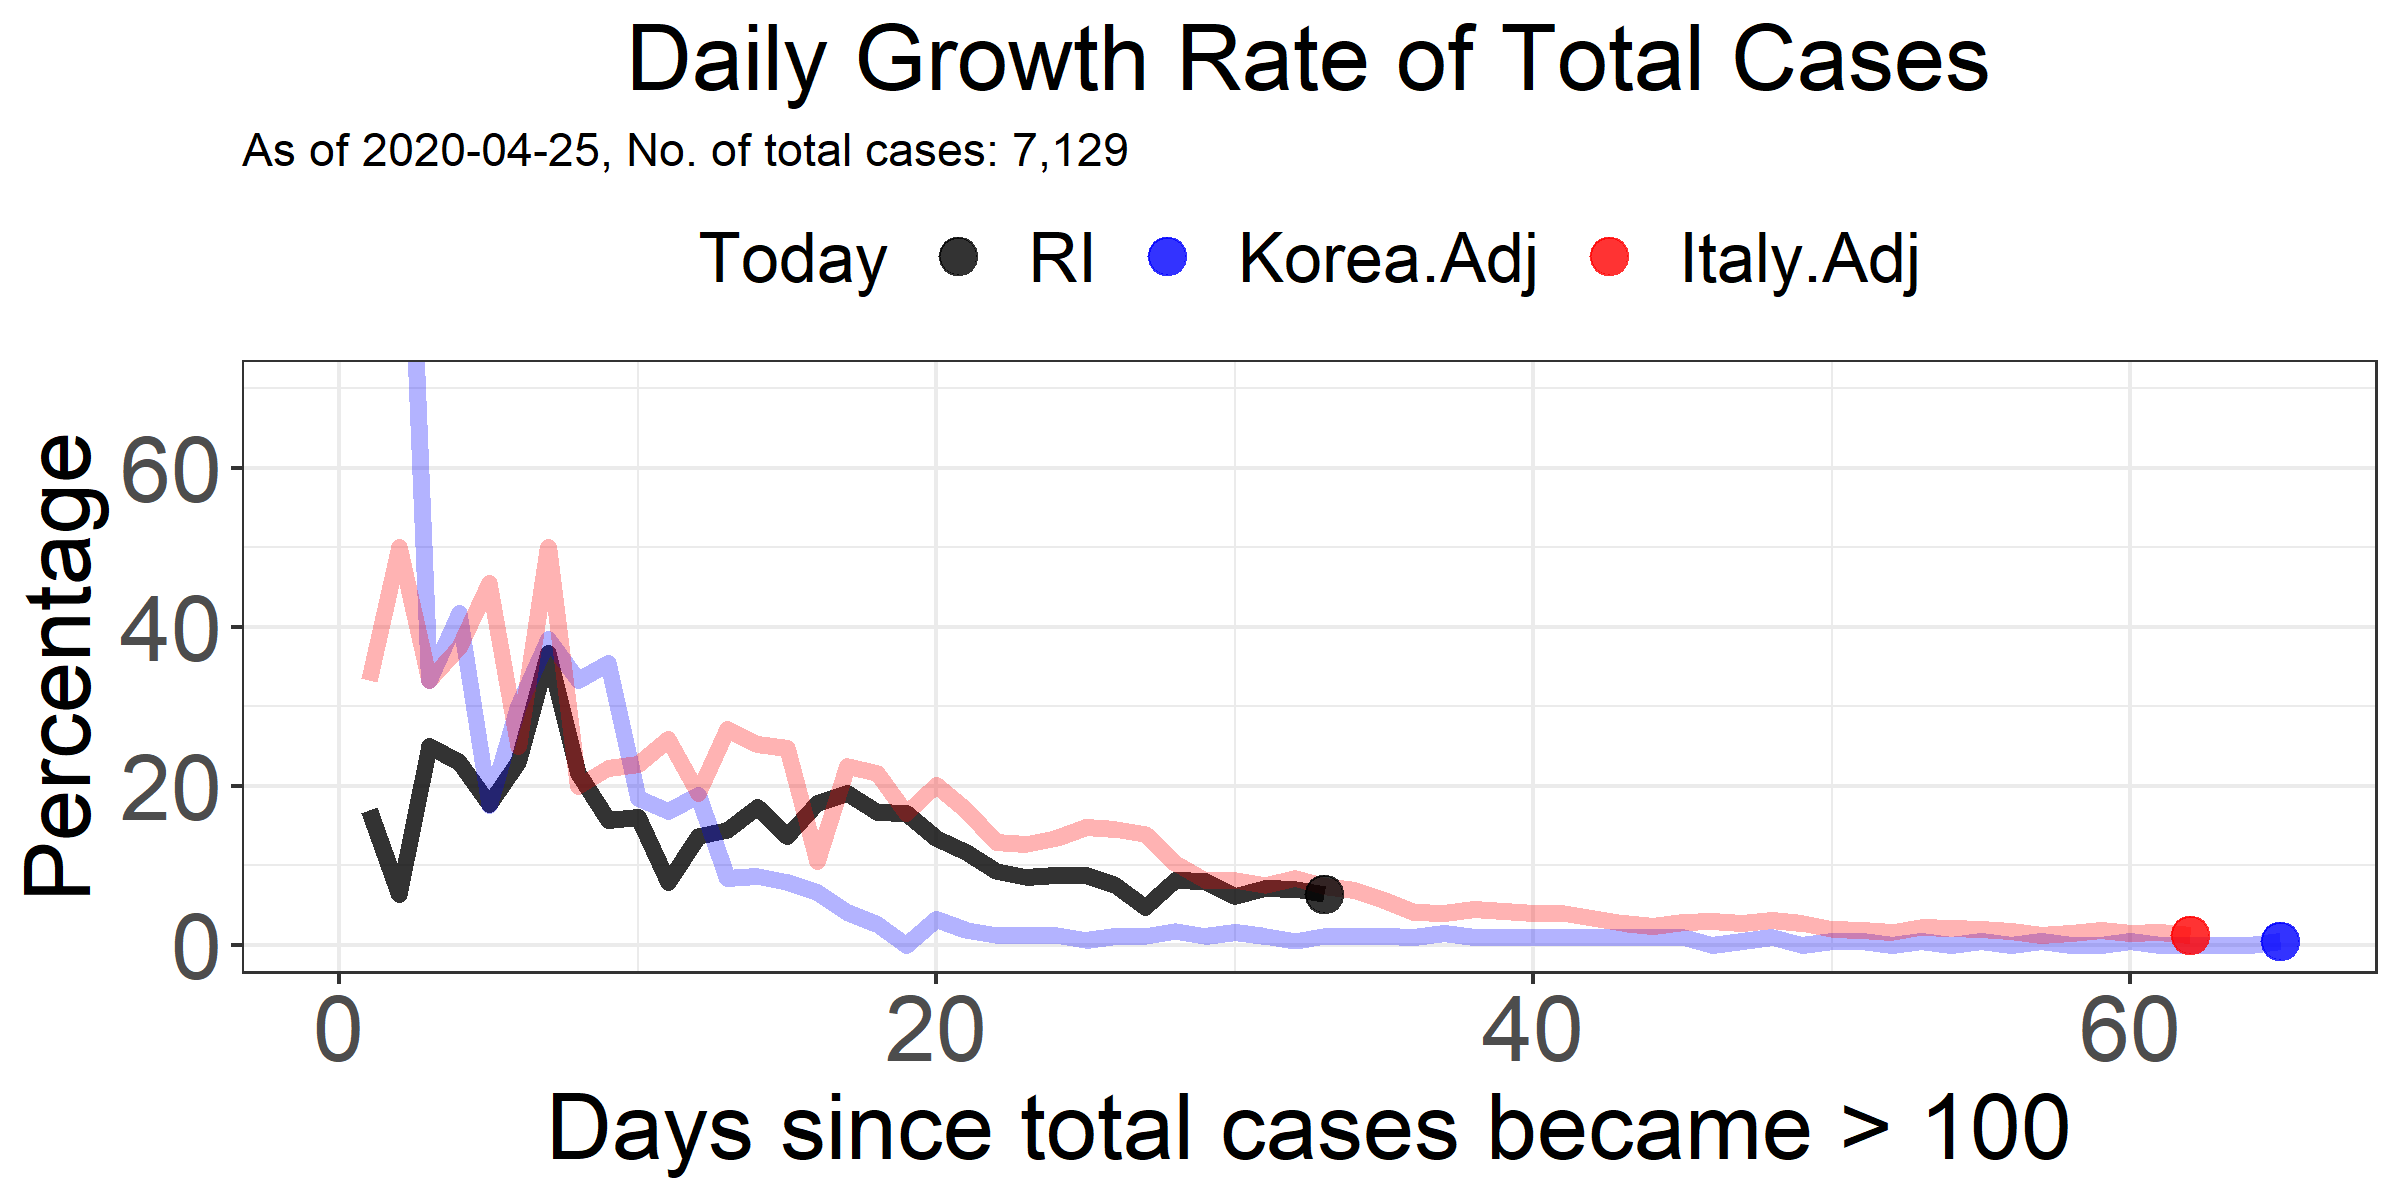 Daily Growth Rate of Total Cases
As of 2020-04-25, No. of total cases: 7,129
Today RI Korea.Adj Italy.Adj
Percentage
60
40
20
0
0 20 40 60
Days since total cases became > 100